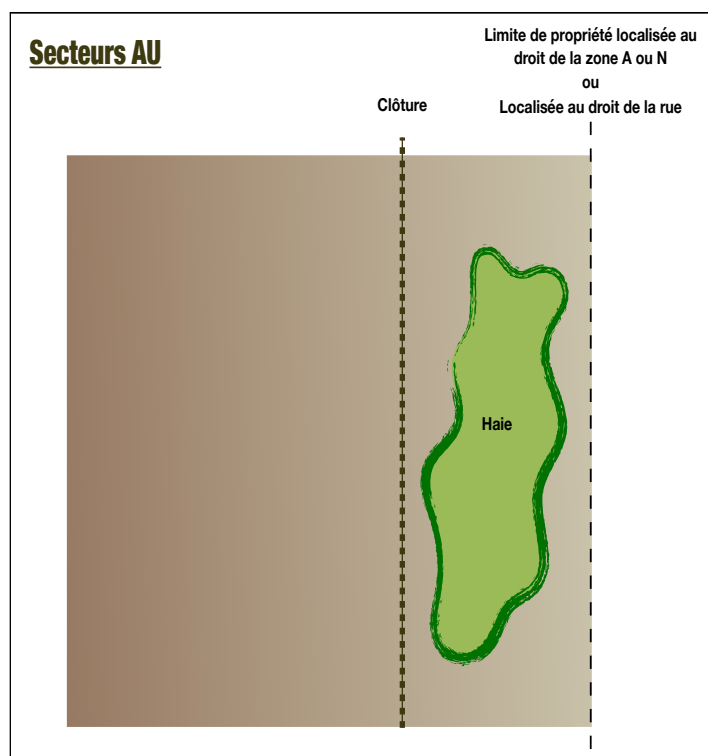 Secteurs AU
Limite de propriété localisée au
droit de la zone A ou N
ou
Localisée au droit de la rue
Clôture
Haie